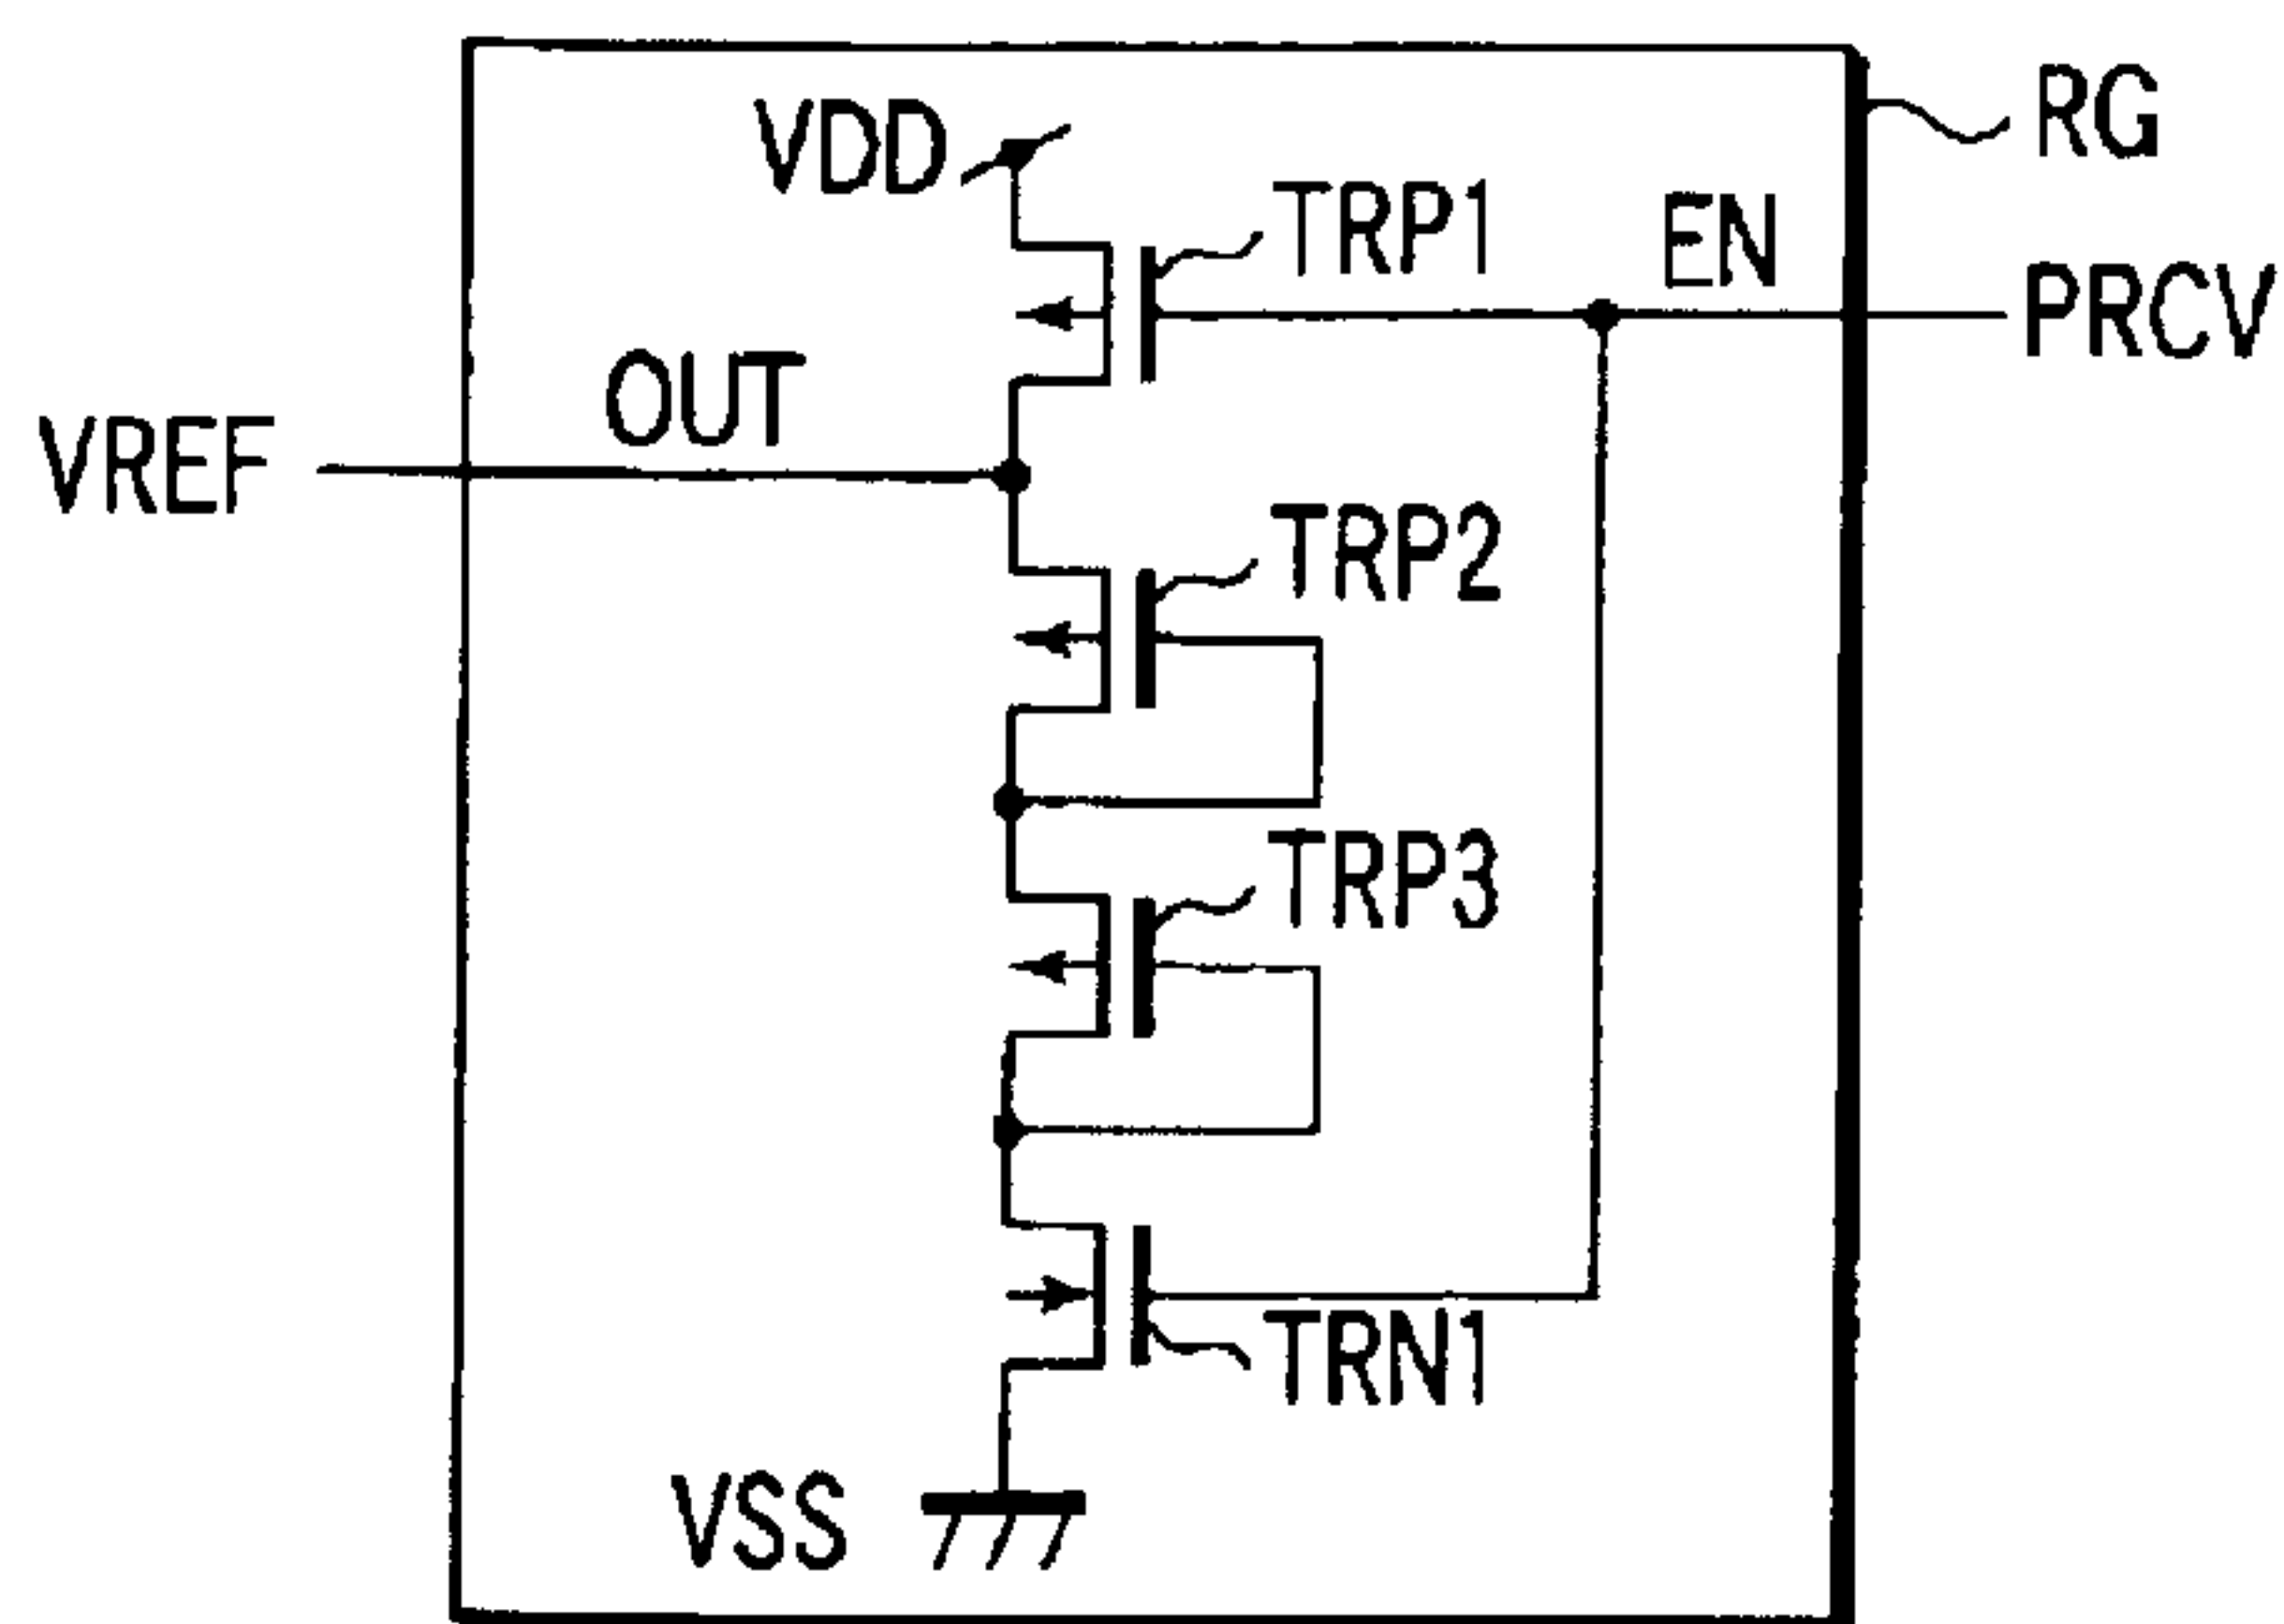 RG
VDD
TRP1
EN
PRCV
OUT
VREF
TRP2
TRP3
TRN1
VSS